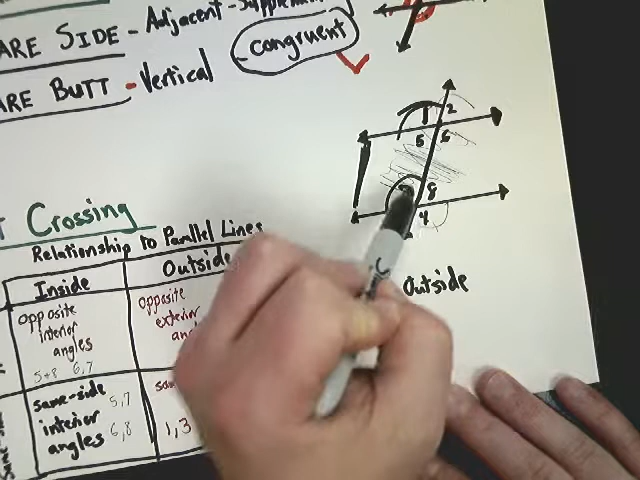 ARE SIDE - Adjacent - Supplem
ARE BUTT - Vertical congruent
1 2
5 6
8
4
Crossing
Relationship to Parallel Lines
Inside Outside
opposite interior angles
5+8 6,7
opposite exterior
Outside
same-side interior angles
5,7
6,8
1,3